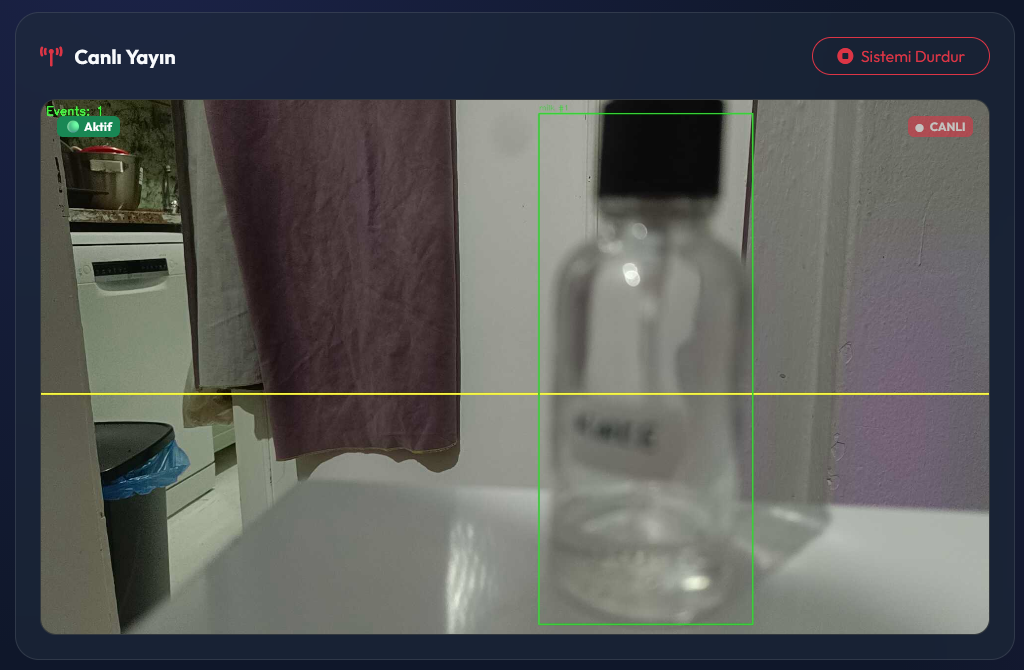 Canlı Yayın
Sistemi Durdur
Events: 1
Aktif
CANLI